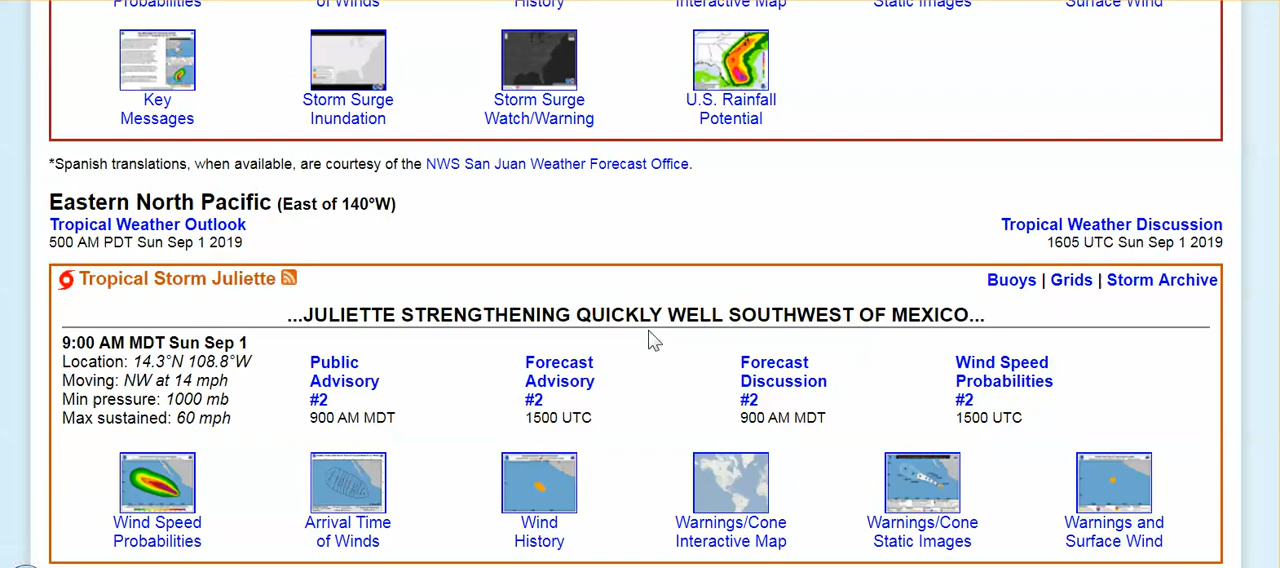 Probabilities
of Winds
History
Interactive Map
Static Images
Surface Wind
Key
Messages
Storm Surge
Inundation
Storm Surge
Watch/Warning
U.S. Rainfall
Potential
*Spanish translations, when available, are courtesy of the NWS San Juan Weather Forecast Office.
Eastern North Pacific (East of 140°W)
Tropical Weather Outlook
500 AM PDT Sun Sep 1 2019
Tropical Weather Discussion
1605 UTC Sun Sep 1 2019
Tropical Storm Juliette
Buoys | Grids | Storm Archive
...JULIETTE STRENGTHENING QUICKLY WELL SOUTHWEST OF MEXICO...
9:00 AM MDT Sun Sep 1
Location: 14.3°N 108.8°W
Moving: NW at 14 mph
Min pressure: 1000 mb
Max sustained: 60 mph
Public
Advisory
#2
900 AM MDT
Forecast
Advisory
#2
1500 UTC
Forecast
Discussion
#2
900 AM MDT
Wind Speed
Probabilities
#2
1500 UTC
Wind Speed
Probabilities
Arrival Time
of Winds
Wind
History
Warnings/Cone
Interactive Map
Warnings/Cone
Static Images
Warnings and
Surface Wind